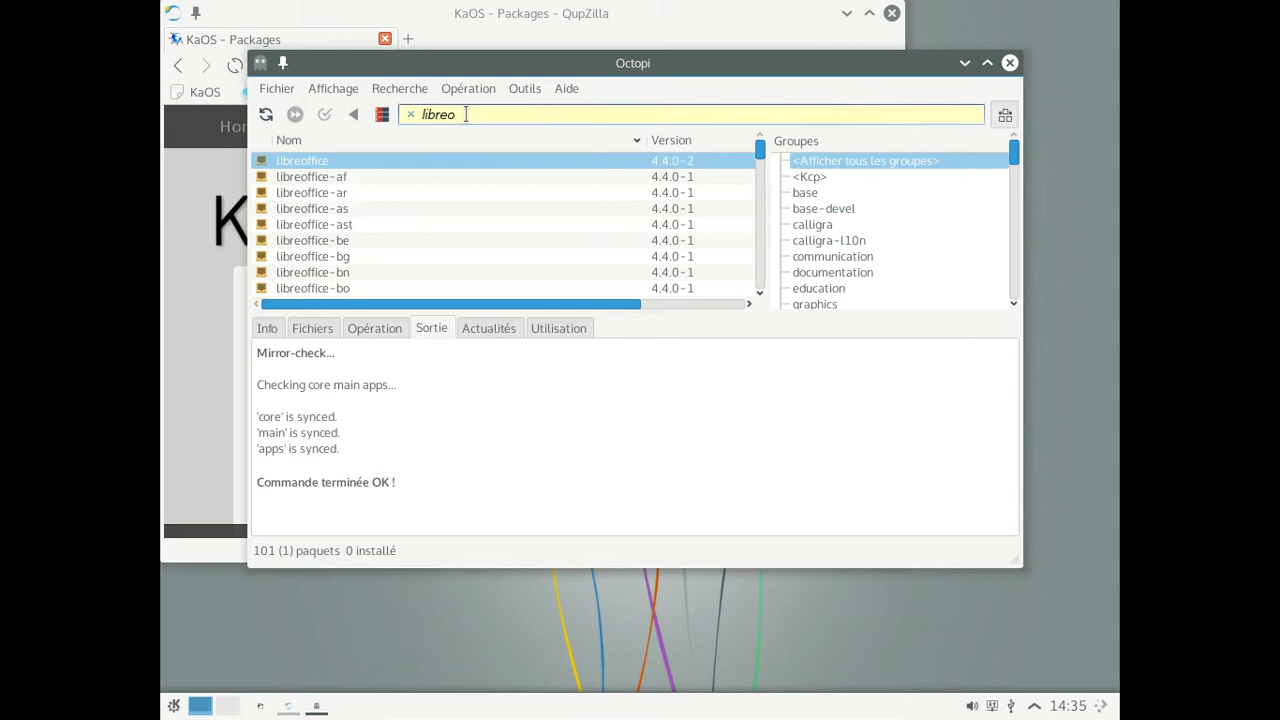 KaOS - Packages - QupZilla
KaOS - Packages
KaOS
Hor
K
Octopi
Fichier Affichage Recherche Opération Outils Aide
libreo
Nom Version
libreoffice 4.4.0-2
libreoffice-af 4.4.0-1
libreoffice-ar 4.4.0-1
libreoffice-as 4.4.0-1
libreoffice-ast 4.4.0-1
libreoffice-be 4.4.0-1
libreoffice-bg 4.4.0-1
libreoffice-bn 4.4.0-1
libreoffice-bo 4.4.0-1
Groupes
<Afficher tous les groupes>
<Kcp>
base
base-devel
calligra
calligra-l10n
communication
documentation
education
graphics
Info Fichiers Opération Sortie Actualités Utilisation
Mirror-check...
Checking core main apps...
'core' is synced.
'main' is synced.
'apps' is synced.
Commande terminée OK !
101 (1) paquets 0 installé
14:35